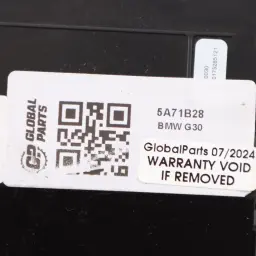 GLOBAL
PARTS
5A71B28
BMW G30
GlobalParts 07/2024
WARRANTY VOID
IF REMOVED